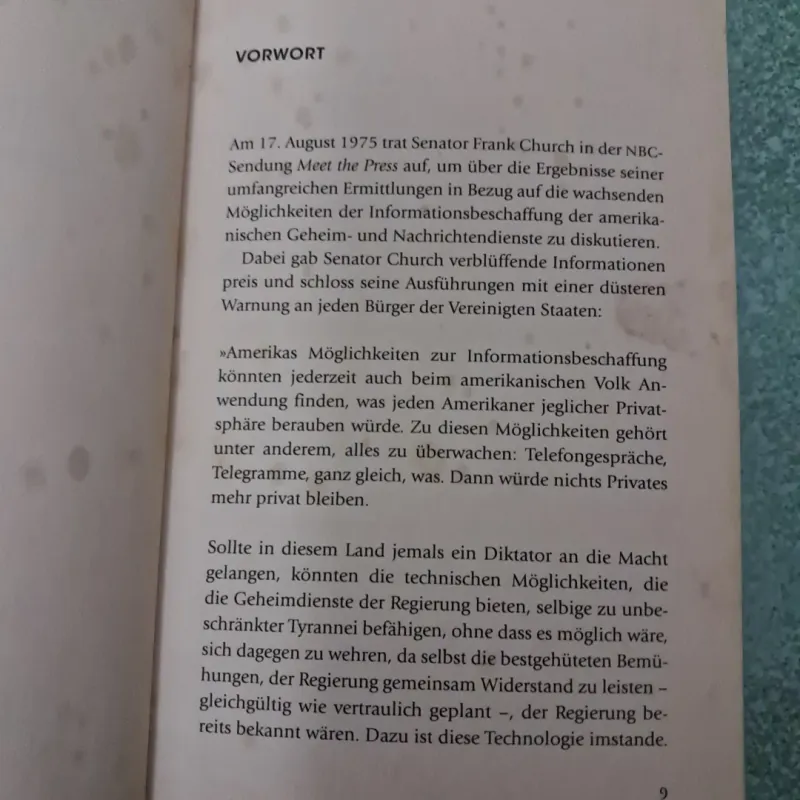 VORWORT
Am 17. August 1975 trat Senator Frank Church in der NBC-
Sendung Meet the Press auf, um über die Ergebnisse seiner
umfangreichen Ermittlungen in Bezug auf die wachsenden
Möglichkeiten der Informationsbeschaffung der amerika-
nischen Geheim- und Nachrichtendienste zu diskutieren.
Dabei gab Senator Church verblüffende Informationen
preis und schloss seine Ausführungen mit einer düsteren
Warnung an jeden Bürger der Vereinigten Staaten:
»Amerikas Möglichkeiten zur Informationsbeschaffung
könnten jederzeit auch beim amerikanischen Volk An-
wendung finden, was jeden Amerikaner jeglicher Privat-
sphäre berauben würde. Zu diesen Möglichkeiten gehört
unter anderem, alles zu überwachen: Telefongespräche,
Telegramme, ganz gleich, was. Dann würde nichts Privates
mehr privat bleiben.
Sollte in diesem Land jemals ein Diktator an die Macht
gelangen, könnten die technischen Möglichkeiten, die
die Geheimdienste der Regierung bieten, selbige zu unbe-
schränkter Tyrannei befähigen, ohne dass es möglich wäre,
sich dagegen zu wehren, da selbst die bestgehüteten Bemü-
hungen, der Regierung gemeinsam Widerstand zu leisten –
gleichgültig wie vertraulich geplant –, der Regierung be-
reits bekannt wären. Dazu ist diese Technologie imstande.
9